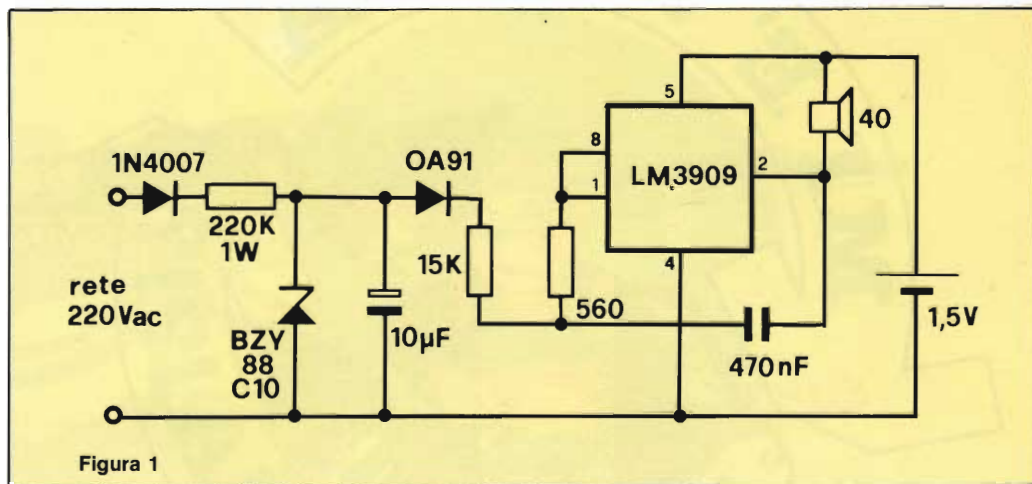 1N4007
220K
1W
rete
220Vac
BZY
88
C10
10µF
OA91
15K
560
8
1
5
LM3909
2
4
40
470nF
1,5V
Figura 1